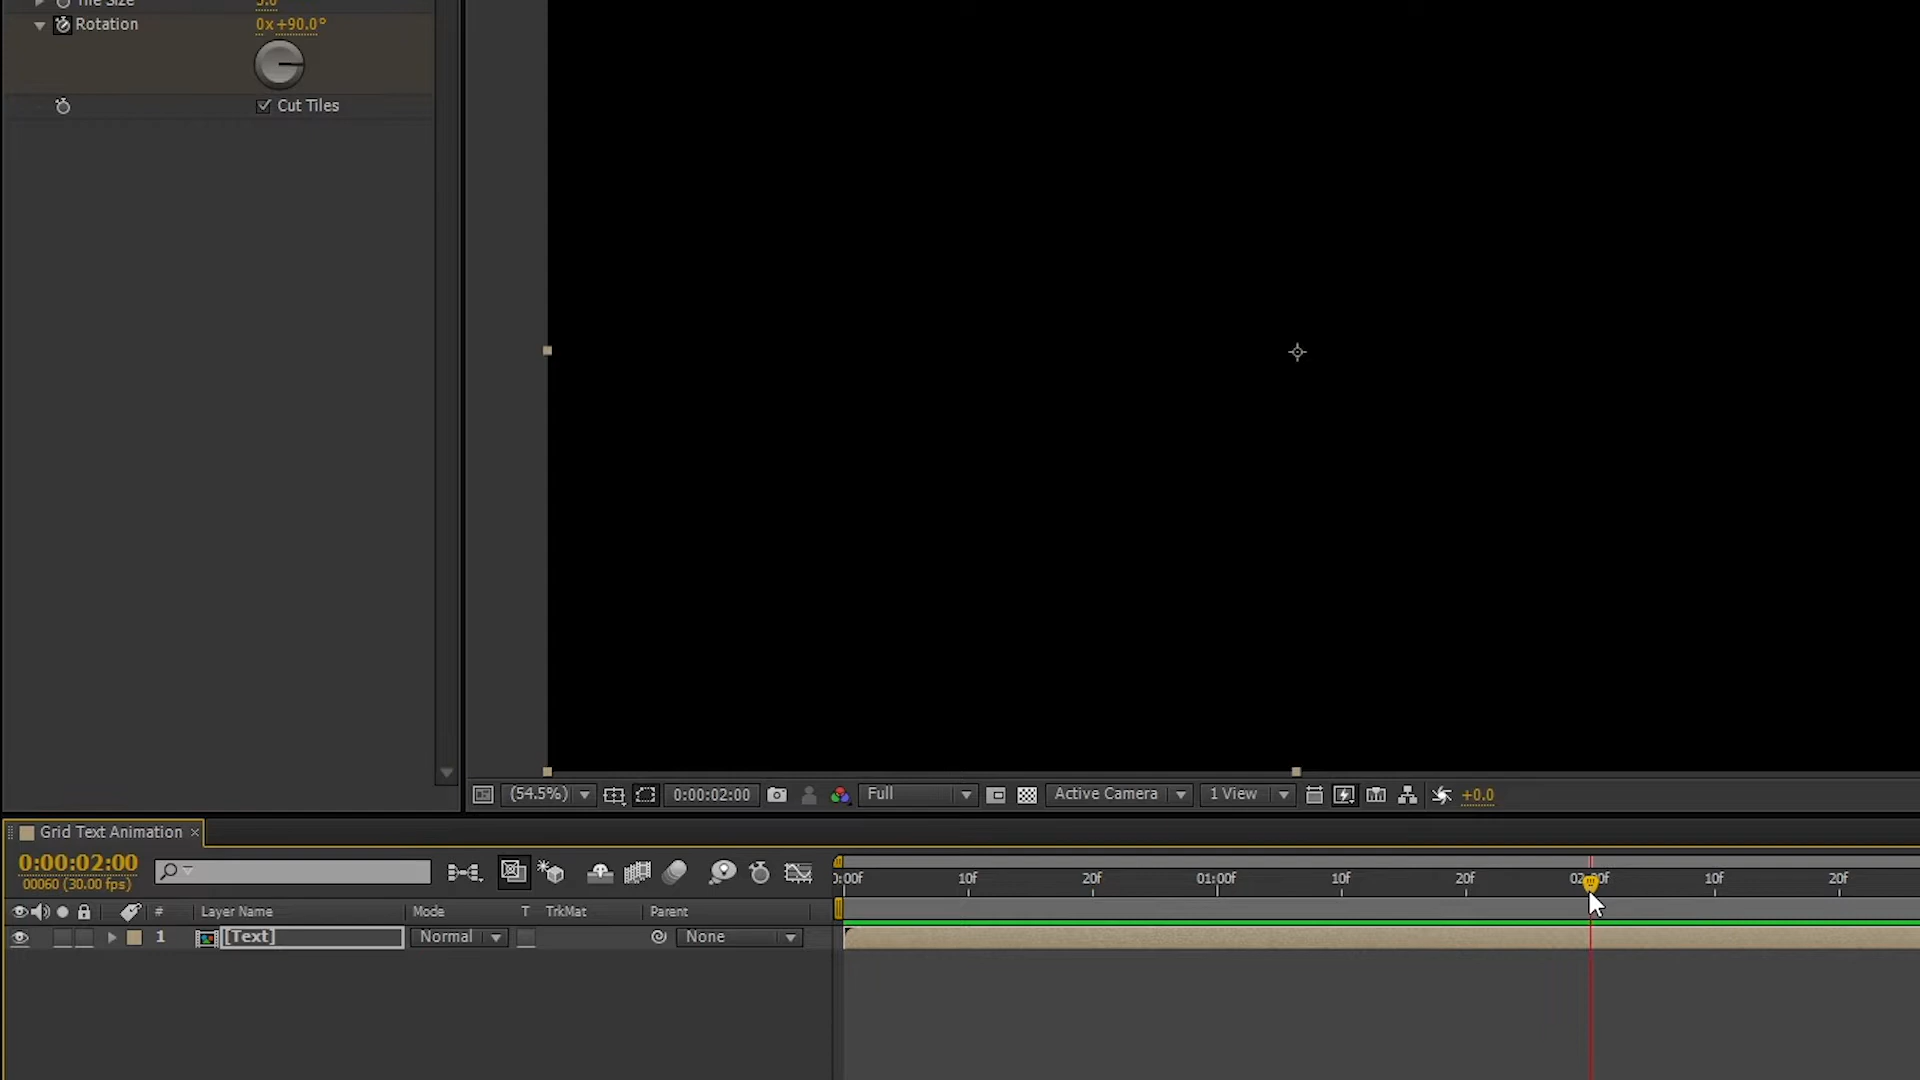 Tile Size 5.0
Rotation 0x+90.0°
Cut Tiles
(54.5%) 0:00:02:00 Full Active Camera 1 View +0.0
Grid Text Animation ×
0:00:02:00
00060 (30.00 fps)
0:00f 10f 20f 01:00f 10f 20f 10f 20f
# Layer Name Mode T TrkMat Parent
1 [Text] Normal None